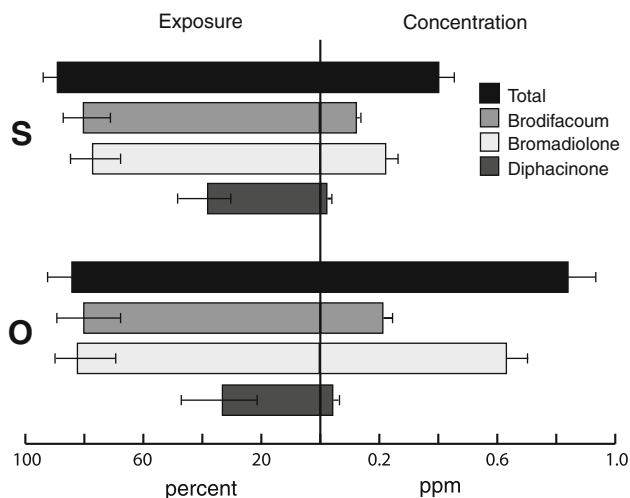 Exposure Concentration
Total
Brodifacoum
Bromadiolone
Diphacinone
S
O
100 60 20 0.2 0.6 1.0
percent ppm